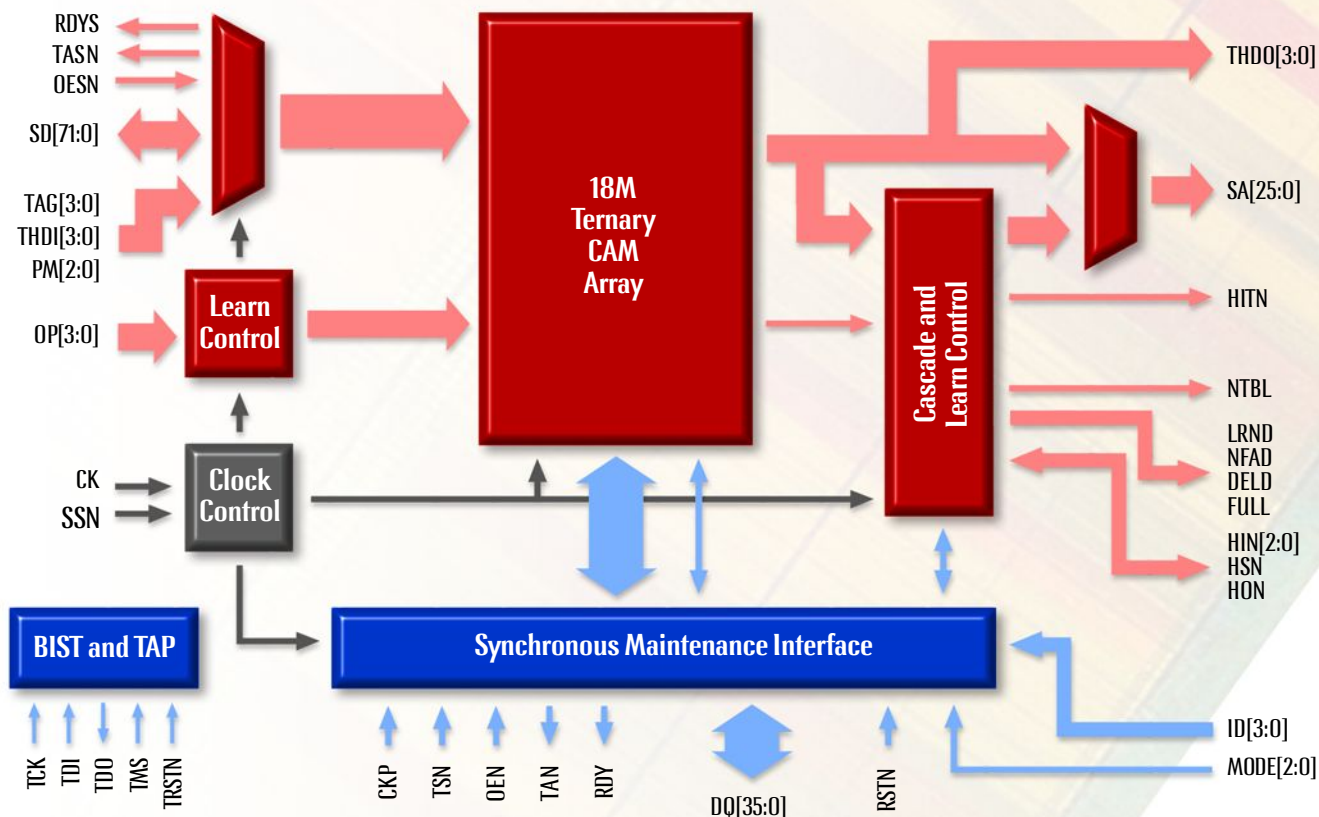 RDYS
TASN
OESN
SD[71:0]
TAG[3:0]
THDI[3:0]
PM[2:0]
OP[3:0]
Learn
Control
CK
SSN
Clock
Control
18M
Ternary
CAM
Array
Cascade and
Learn Control
THDO[3:0]
SA[25:0]
HITN
NTBL
LRND
NFAD
DELD
FULL
HIN[2:0]
HSN
HON
BIST and TAP
Synchronous Maintenance Interface
TCK
TDI
TDO
TMS
TRSTN
CKP
TSN
OEN
TAN
RDY
DQ[35:0]
RSTN
ID[3:0]
MODE[2:0]